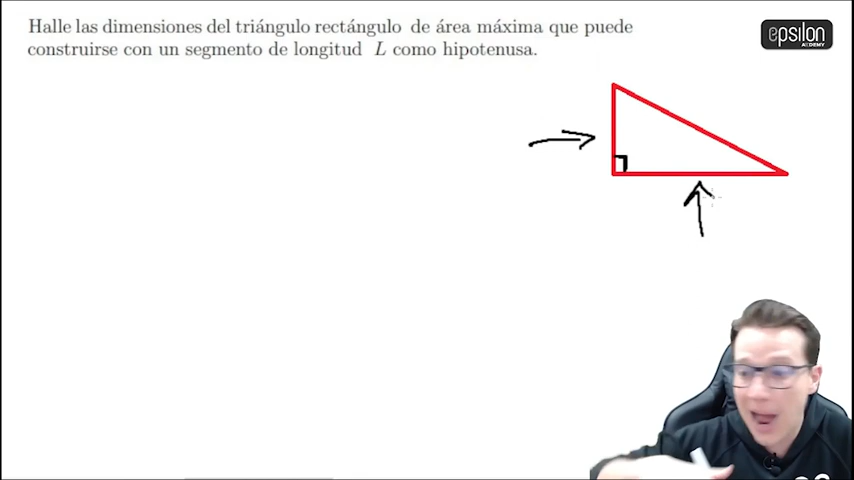 Halle las dimensiones del triángulo rectángulo de área máxima que puede
construirse con un segmento de longitud L como hipotenusa.
epsilon
ACADEMY